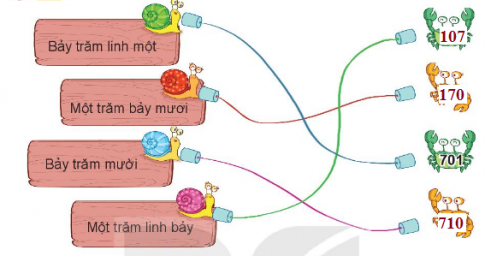 Bảy trăm linh một
107
Một trăm bảy mươi
170
Bảy trăm mười
701
Một trăm linh bảy
710